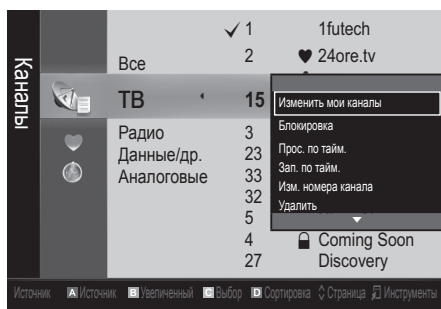 Каналы
Все
ТВ
Радио
Данные/др.
Аналоговые
1 1futech
2 24ore.tv
15
3
23
33
32
5
4 Coming Soon
27 Discovery
Изменить мои каналы
Блокировка
Прос. по тайм.
Зап. по тайм.
Изм. номера канала
Удалить
Источник A Источник B Увеличенный C Выбор D Сортировка Страница Инструменты